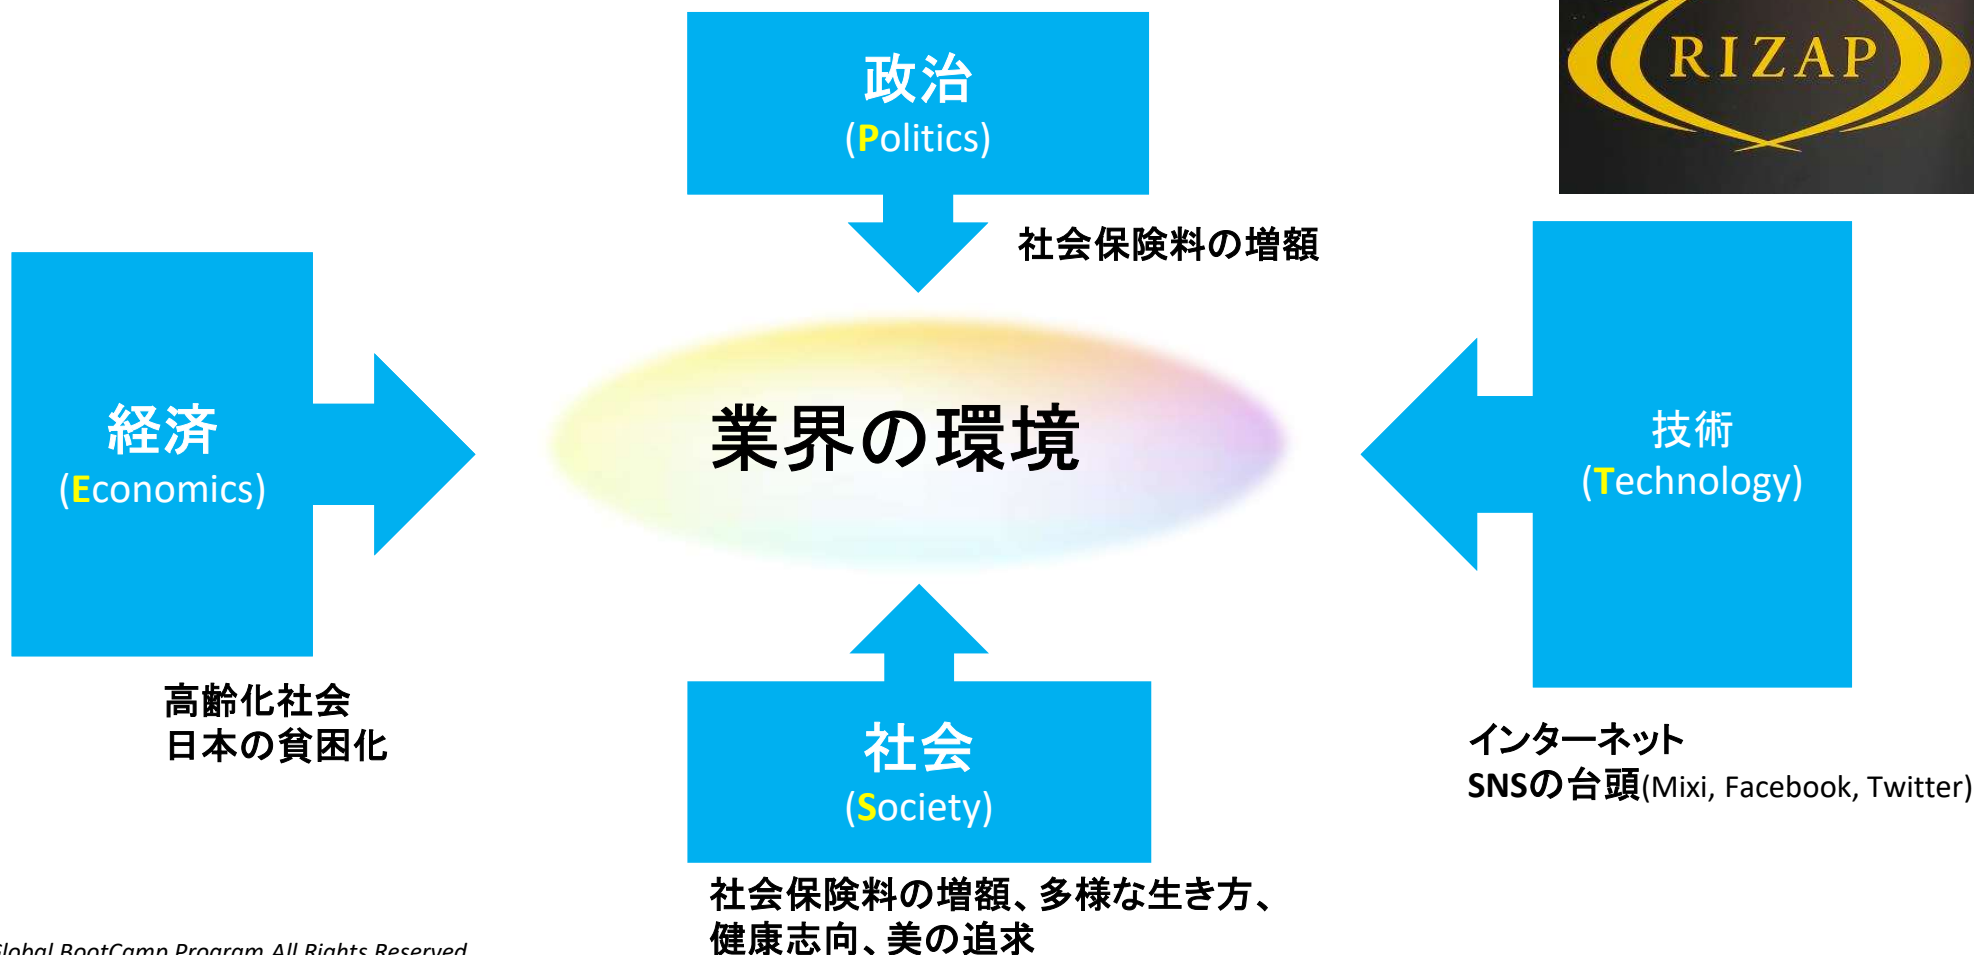 RIZAP
政治
(Politics)
社会保険料の増額
経済
(Economics)
業界の環境
技術
(Technology)
高齢化社会
日本の貧困化
社会
(Society)
インターネット
SNSの台頭(Mixi, Facebook, Twitter)
社会保険料の増額、多様な生き方、
健康志向、美の追求
Global BootCamp Program All Rights Reserved